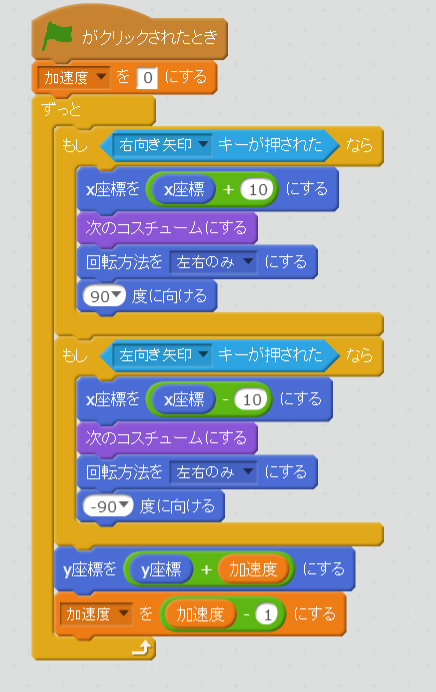 がクリックされたとき
加速度 を 0 にする
ずっと
もし 右向き矢印 キーが押された なら
x座標を x座標 + 10 にする
次のコスチュームにする
回転方法を 左右のみ にする
90 度に向ける
もし 左向き矢印 キーが押された なら
x座標を x座標 - 10 にする
次のコスチュームにする
回転方法を 左右のみ にする
-90 度に向ける
y座標を y座標 + 加速度 にする
加速度 を 加速度 - 1 にする